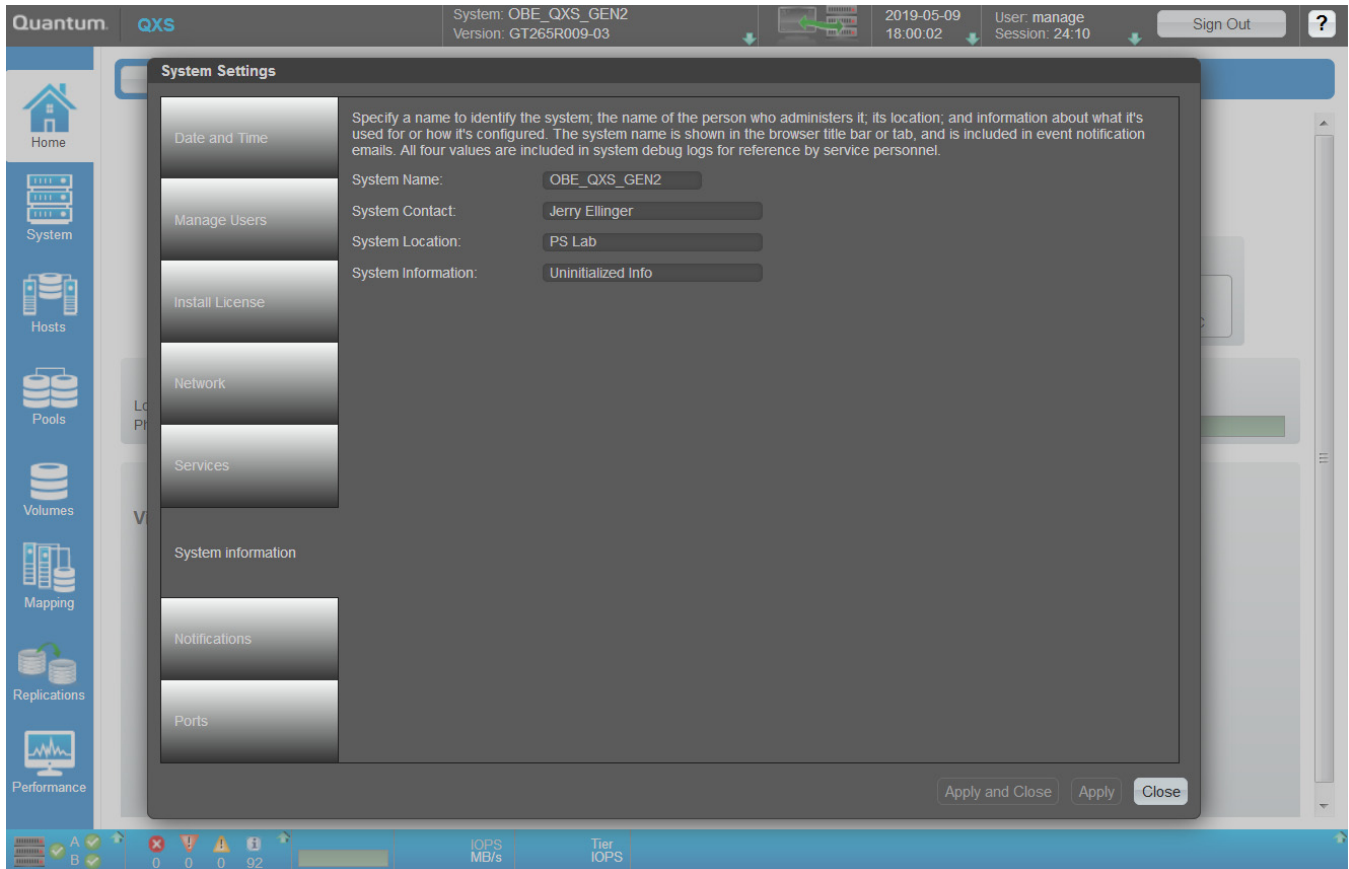 Quantum.
QXS
System: OBE_QXS_GEN2
Version: GT265R009-03
2019-05-09
18:00:02
User: manage
Session: 24:10
Sign Out
?
System Settings
Home
System
Hosts
Pools
Volumes
Mapping
Replications
Performance
Date and Time
Manage Users
Install License
Network
Services
System information
Notifications
Ports
Specify a name to identify the system; the name of the person who administers it; its location; and information about what it's
used for or how it's configured. The system name is shown in the browser title bar or tab, and is included in event notification
emails. All four values are included in system debug logs for reference by service personnel.
System Name: OBE_QXS_GEN2
System Contact: Jerry Ellinger
System Location: PS Lab
System Information: Uninitialized Info
Apply and Close
Apply
Close
A
B
0 0 0 92
IOPS
MB/s
Tier
IOPS